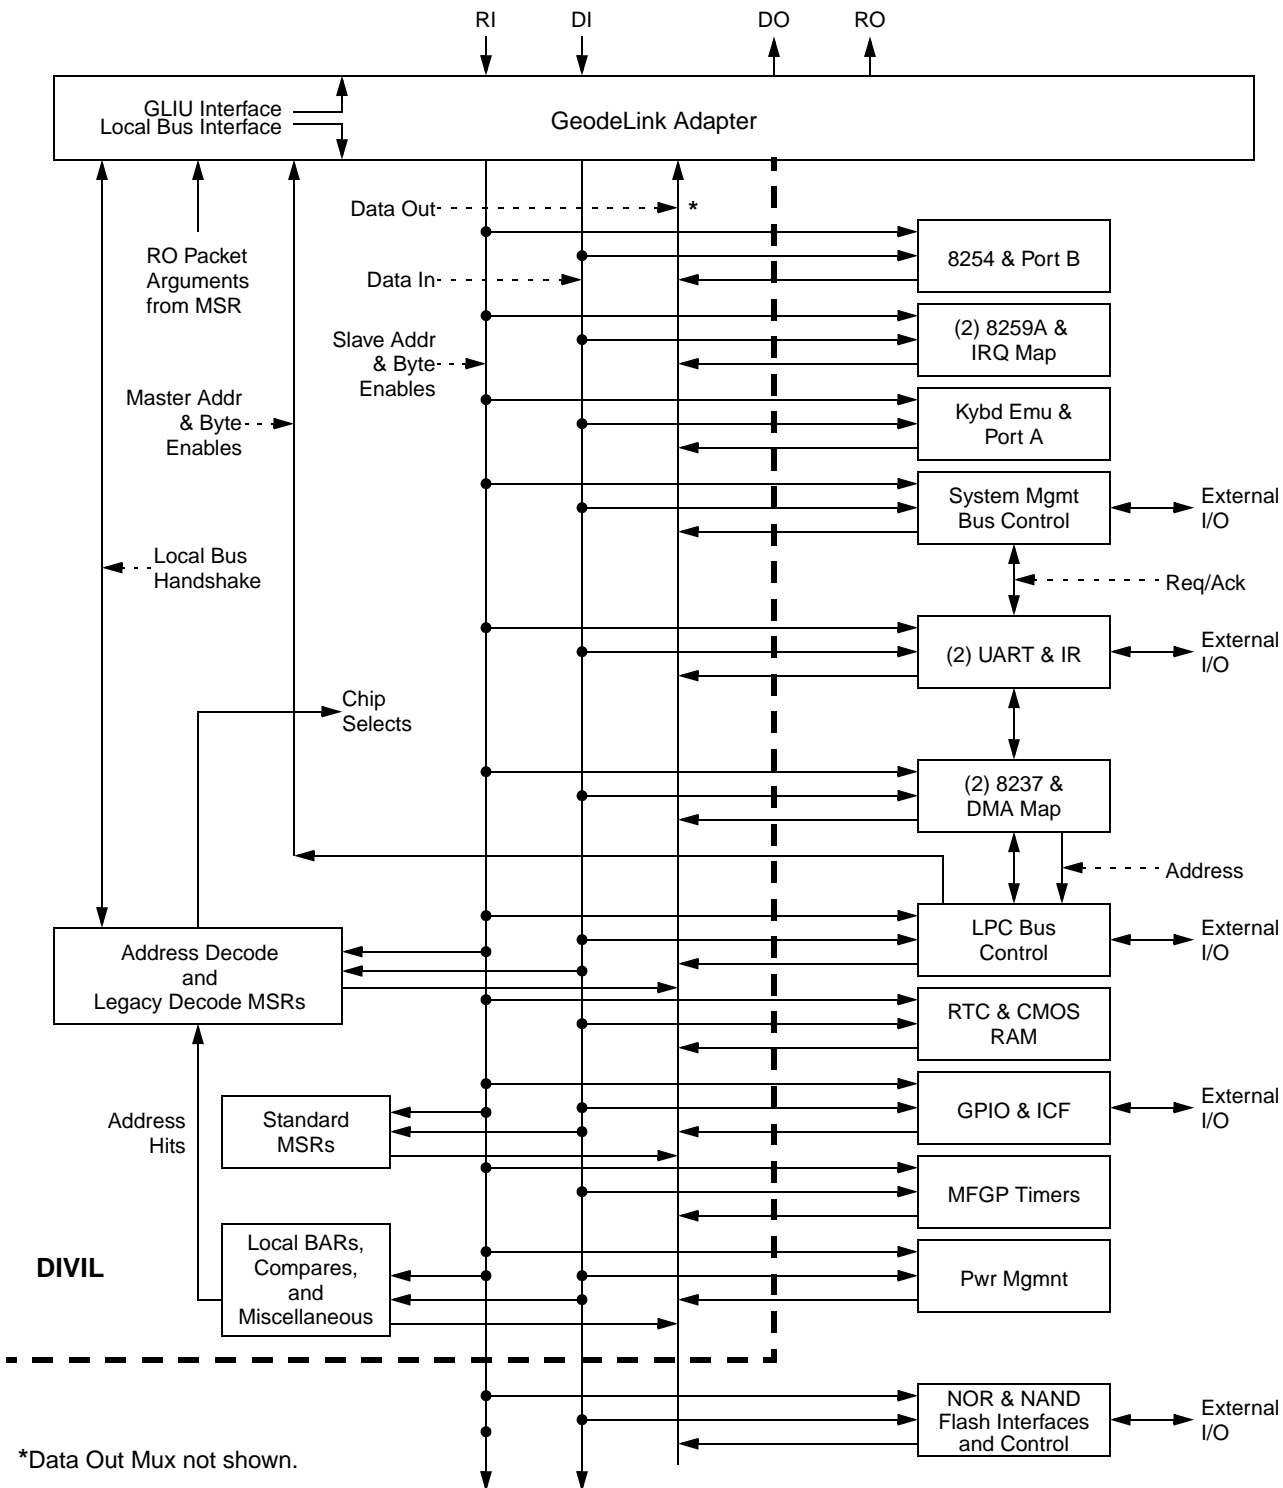 RI
DI
DO
RO
GLIU Interface
Local Bus Interface
GeodeLink Adapter
Data Out
*
RO Packet
Arguments
from MSR
Data In
8254 & Port B
Slave Addr
& Byte
Enables
(2) 8259A &
IRQ Map
Master Addr
& Byte
Enables
Kybd Emu &
Port A
System Mgmt
Bus Control
External
I/O
Local Bus
Handshake
Req/Ack
(2) UART & IR
External
I/O
Chip
Selects
(2) 8237 &
DMA Map
Address
Address Decode
and
Legacy Decode MSRs
LPC Bus
Control
External
I/O
RTC & CMOS
RAM
Address
Hits
Standard
MSRs
GPIO & ICF
External
I/O
MFGP Timers
DIVIL
Local BARs,
Compares,
and
Miscellaneous
Pwr Mgmnt
NOR & NAND
Flash Interfaces
and Control
External
I/O
*Data Out Mux not shown.